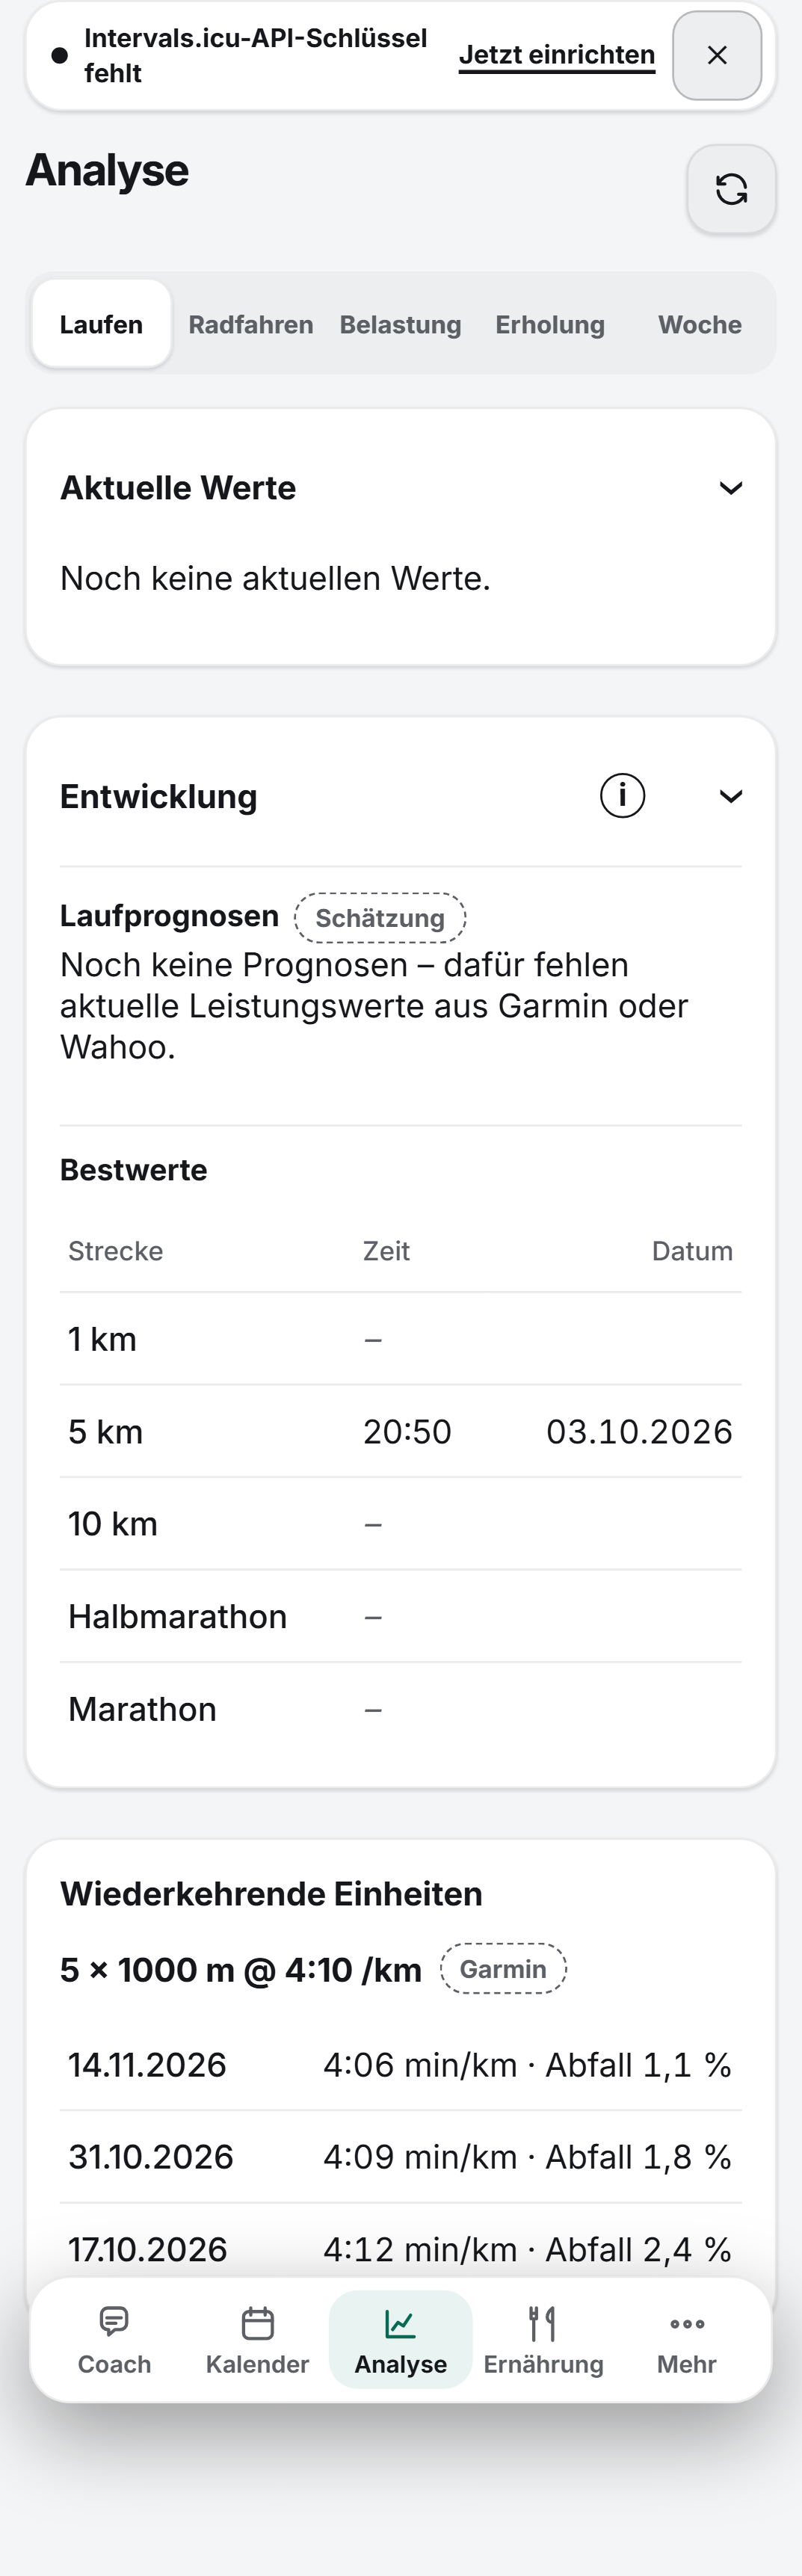 Intervals.icu-API-Schlüssel
fehlt
Jetzt einrichten
Analyse
Laufen Radfahren Belastung Erholung Woche
Aktuelle Werte
Noch keine aktuellen Werte.
Entwicklung
Laufprognosen Schätzung
Noch keine Prognosen – dafür fehlen
aktuelle Leistungswerte aus Garmin oder
Wahoo.
Bestwerte
Strecke Zeit Datum
1 km –
5 km 20:50 03.10.2026
10 km –
Halbmarathon –
Marathon –
Wiederkehrende Einheiten
5 × 1000 m @ 4:10 /km Garmin
14.11.2026 4:06 min/km · Abfall 1,1 %
31.10.2026 4:09 min/km · Abfall 1,8 %
17.10.2026 4:12 min/km · Abfall 2,4 %
Coach Kalender Analyse Ernährung Mehr